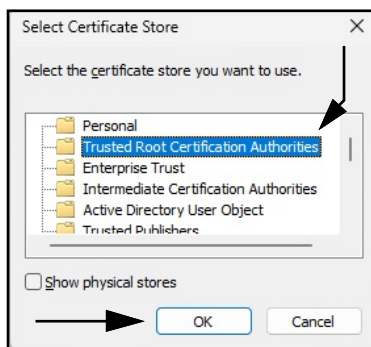 Select Certificate Store
Select the certificate store you want to use.
Personal
Trusted Root Certification Authorities
Enterprise Trust
Intermediate Certification Authorities
Active Directory User Object
Trusted Publishers
Show physical stores
OK
Cancel